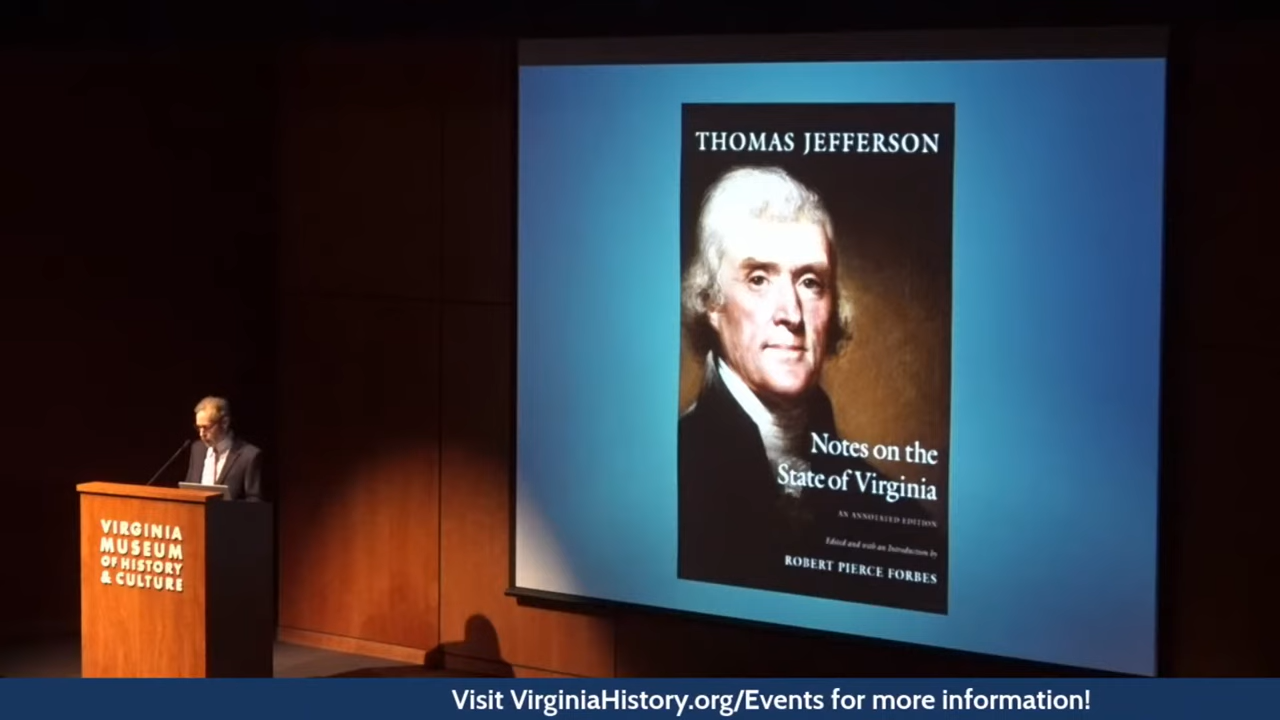 THOMAS JEFFERSON
Notes on the
State of Virginia
AN ANNOTATED EDITION
Edited and with an Introduction by
ROBERT PIERCE FORBES
VIRGINIA
MUSEUM
OF HISTORY
& CULTURE
Visit VirginiaHistory.org/Events for more information!